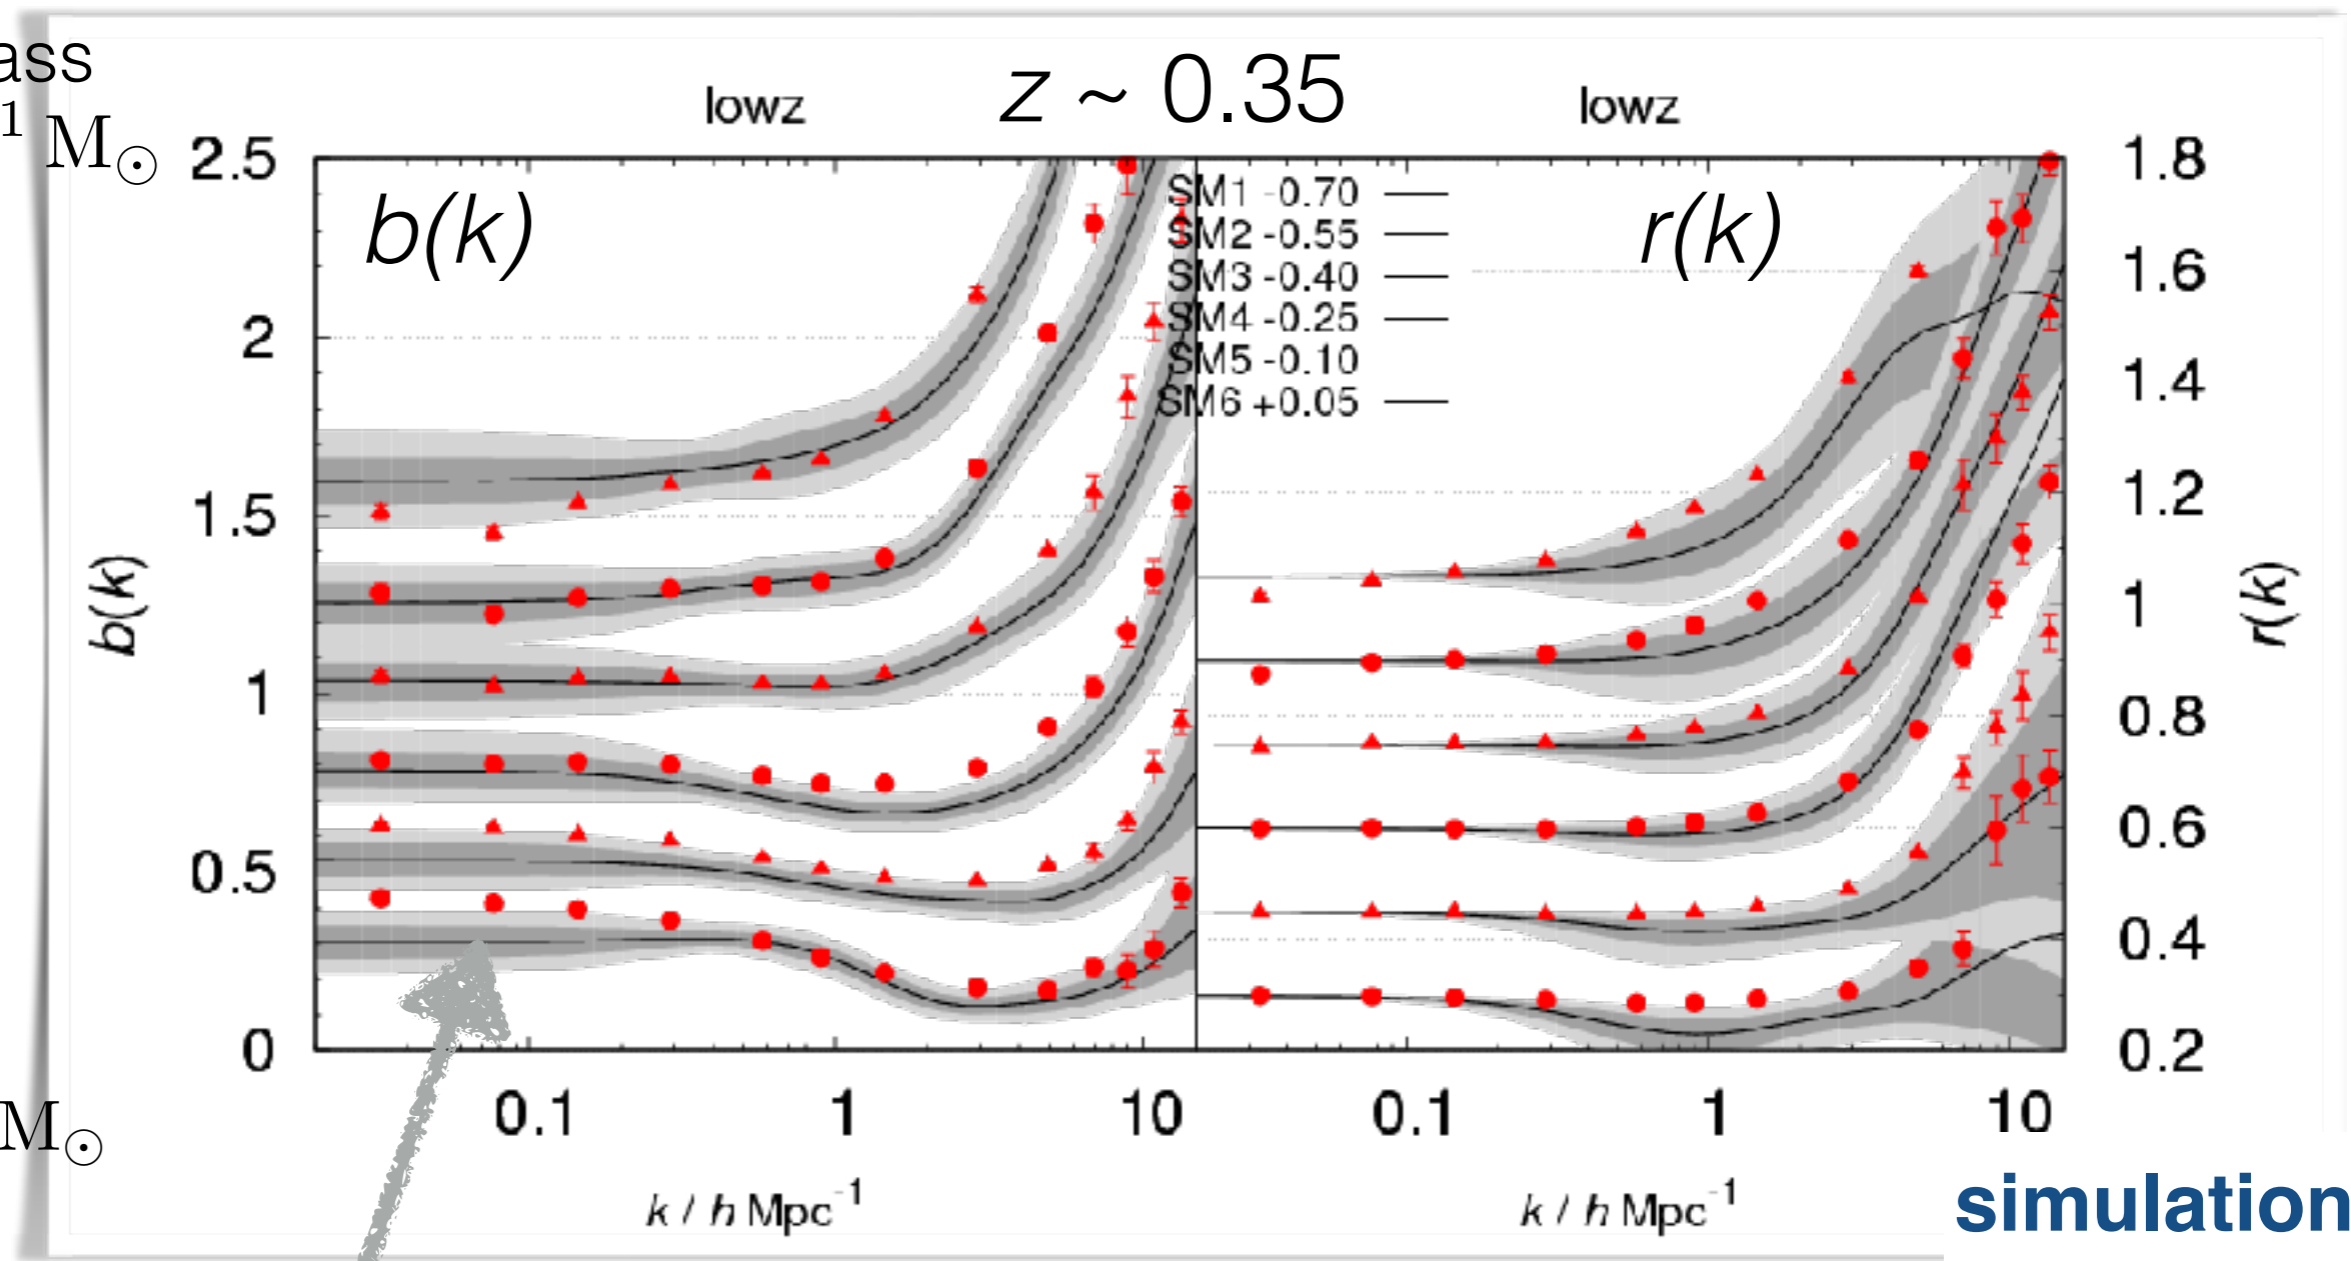 ass
1 M⊙
z ~ 0.35
lowz
lowz
b(k)
r(k)
SM1 -0.70
SM2 -0.55
SM3 -0.40
SM4 -0.25
SM5 -0.10
SM6 +0.05
2.5
2
1.5
1
0.5
0
b(k)
1.8
1.6
1.4
1.2
1
0.8
0.6
0.4
0.2
r(k)
0.1 1 10
0.1 1 10
M⊙
k / h Mpc⁻¹
k / h Mpc⁻¹
simulation